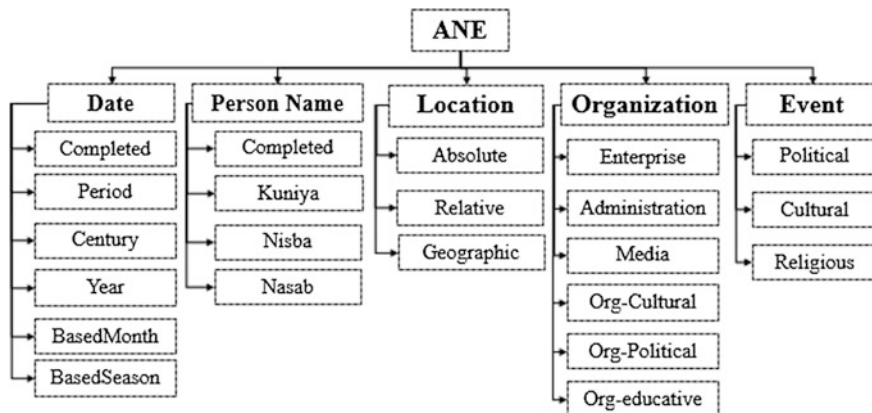 ANE
Date
Completed
Period
Century
Year
BasedMonth
BasedSeason
Person Name
Completed
Kuniya
Nisba
Nasab
Location
Absolute
Relative
Geographic
Organization
Enterprise
Administration
Media
Org-Cultural
Org-Political
Org-educative
Event
Political
Cultural
Religious